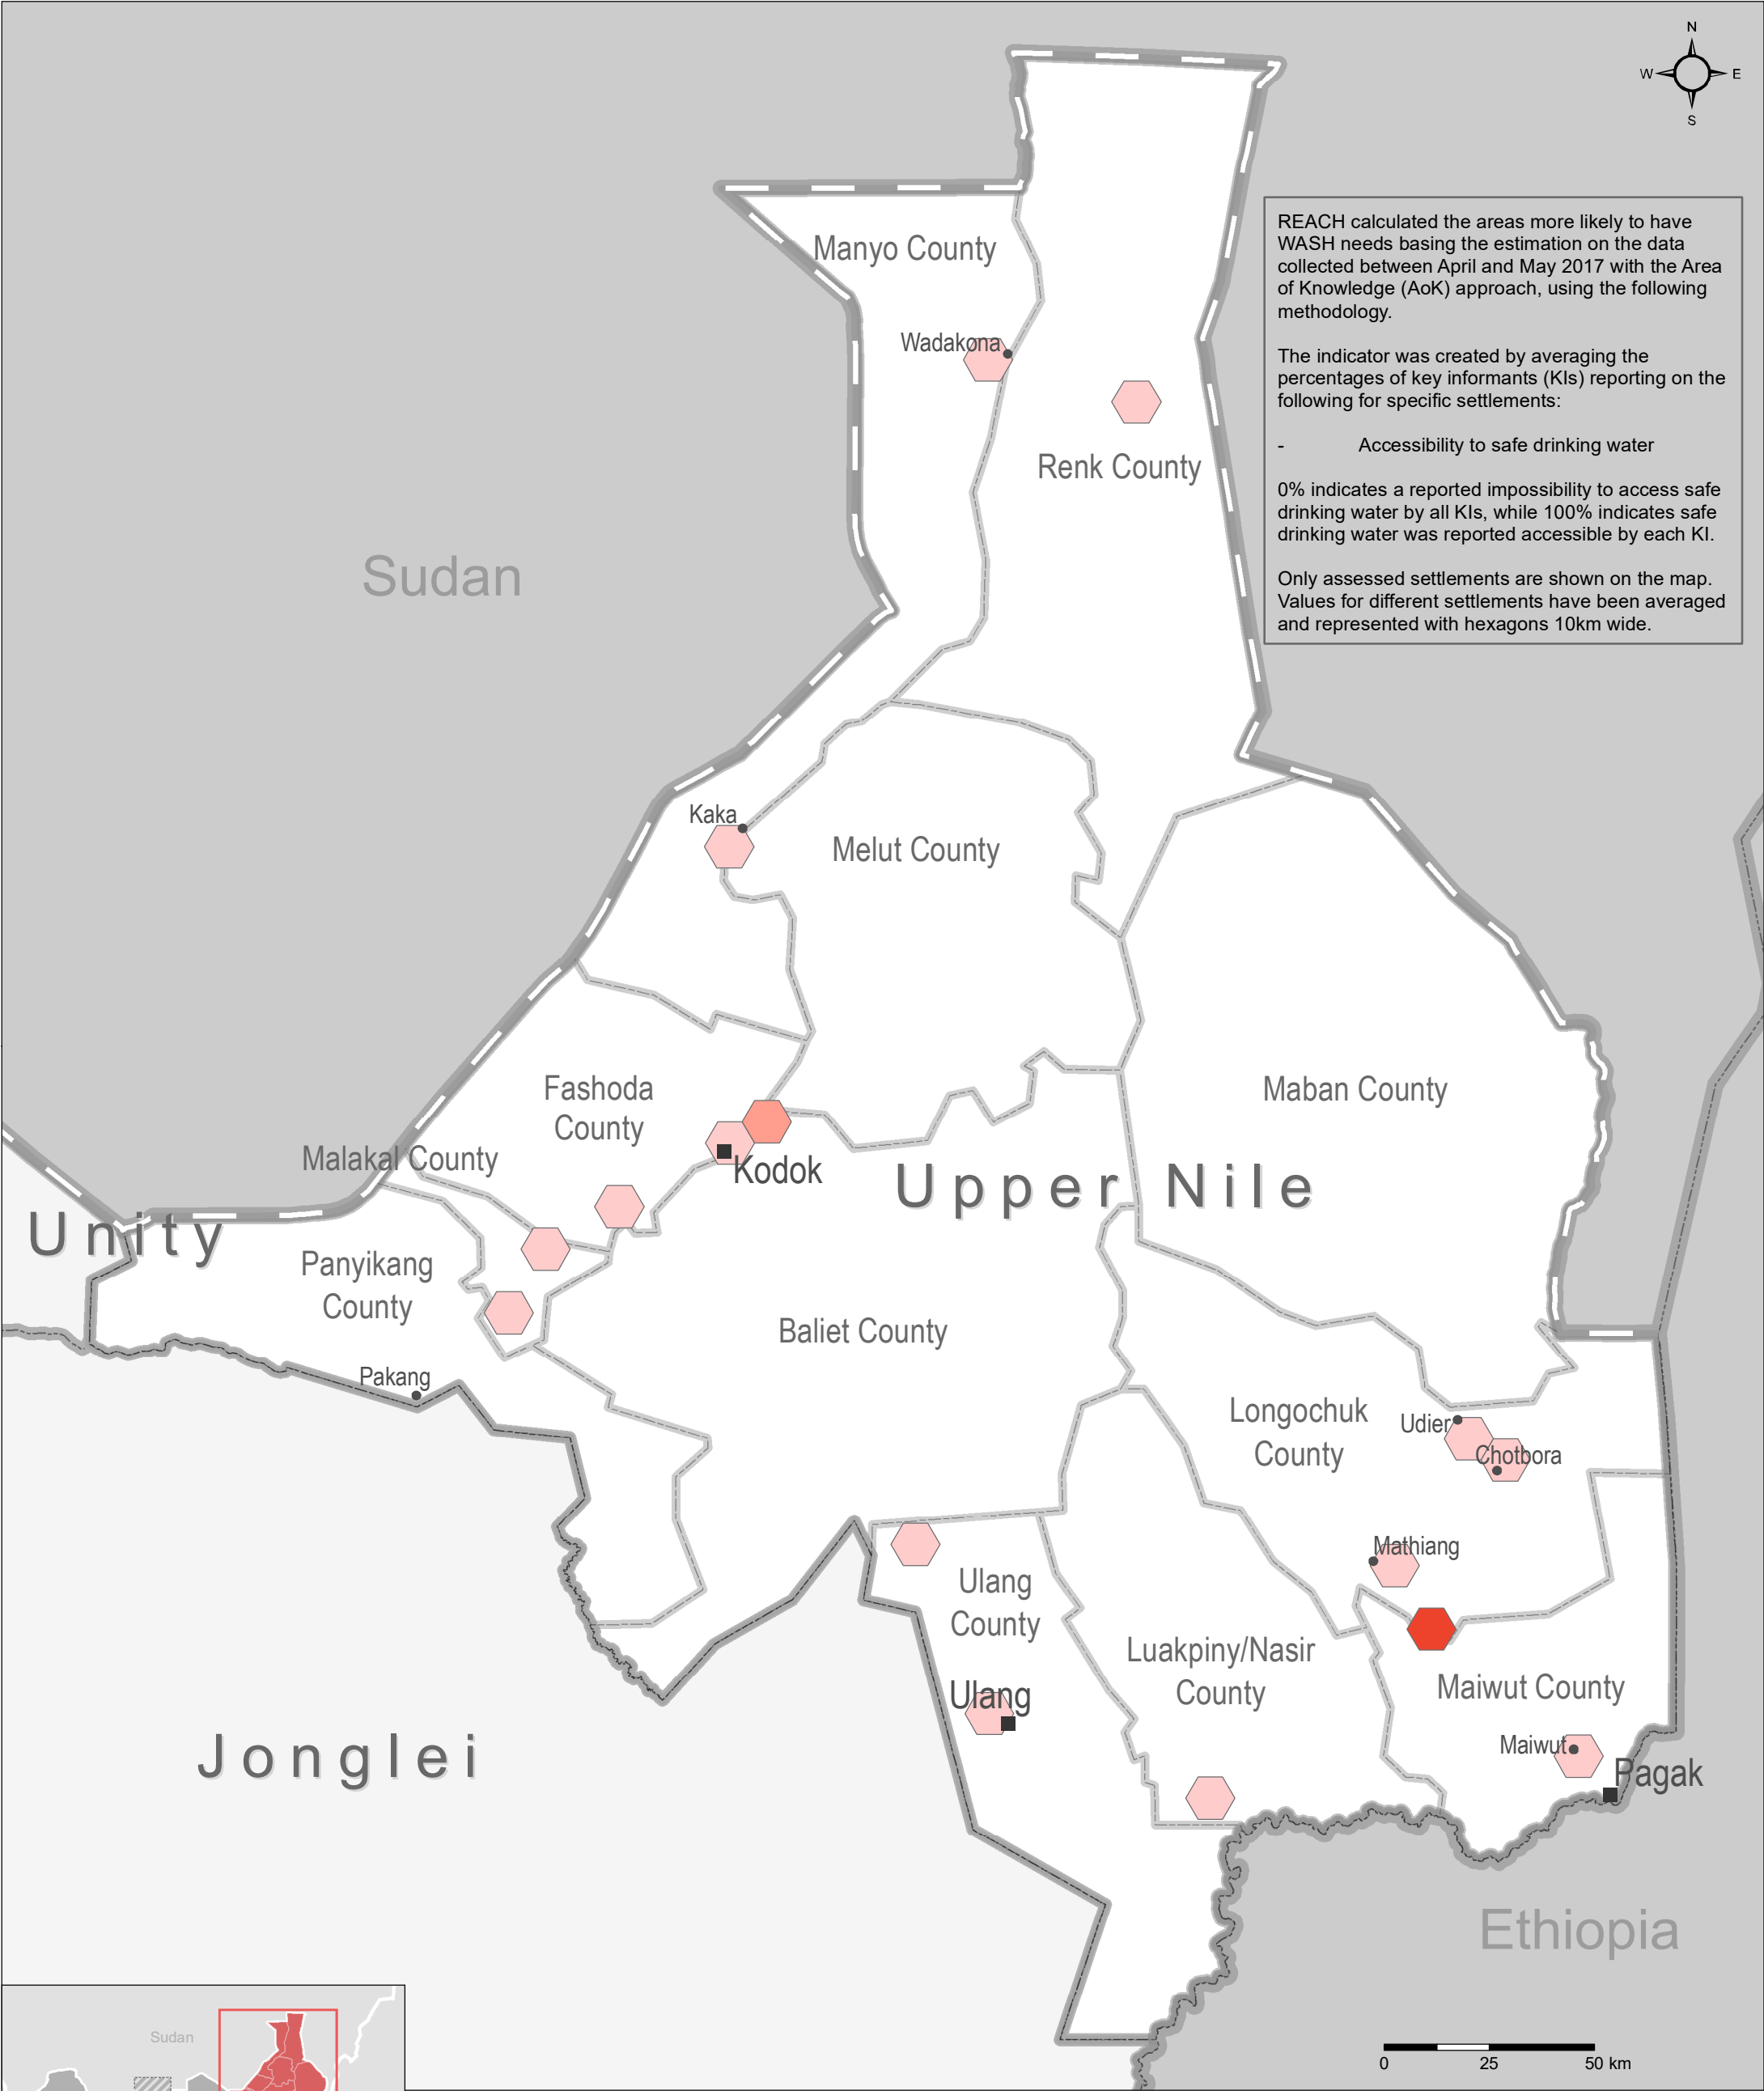 N
W
E
S
REACH calculated the areas more likely to have
WASH needs basing the estimation on the data
collected between April and May 2017 with the Area
of Knowledge (AoK) approach, using the following
methodology.
The indicator was created by averaging the
percentages of key informants (KIs) reporting on the
following for specific settlements:
- Accessibility to safe drinking water
0% indicates a reported impossibility to access safe
drinking water by all KIs, while 100% indicates safe
drinking water was reported accessible by each KI.
Only assessed settlements are shown on the map.
Values for different settlements have been averaged
and represented with hexagons 10km wide.
Manyo County
Wadakona
Renk County
Sudan
Kaka
Melut County
Fashoda
County
Maban County
Malakal County
Kodok
Upper Nile
Unity
Panyikang
County
Baliet County
Pakang
Longochuk
County
Udier
Chotbora
Mathiang
Ulang
County
Luakpiny/Nasir
County
Maiwut County
Ulang
Maiwut
Pagak
Jonglei
Ethiopia
Sudan
0 25 50 km